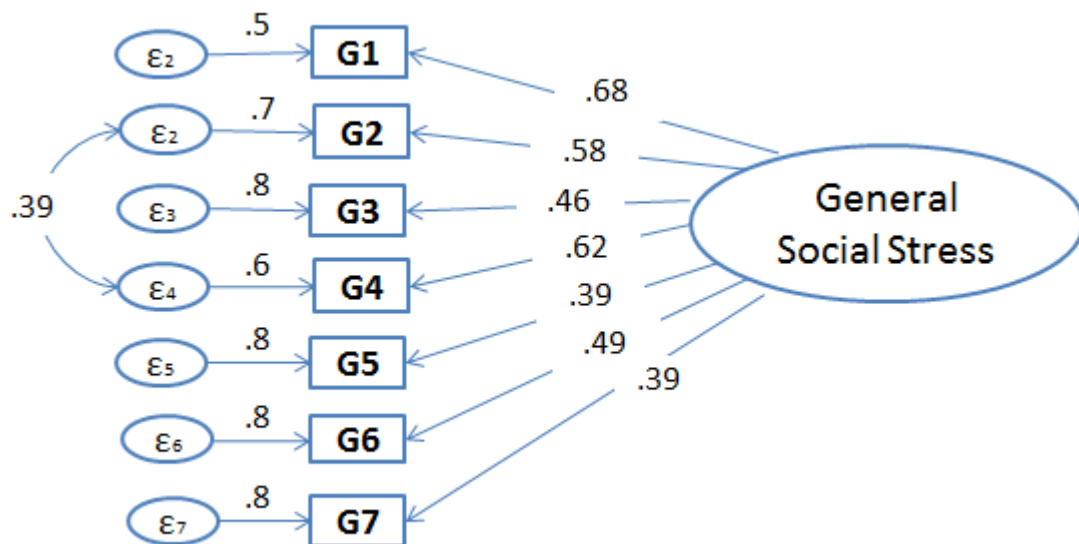 .5
ε₂ G1
.68
.7
ε₂ G2
.58
.8
ε₃ G3
.46
General
Social Stress
.39
.6
ε₄ G4
.62
.39
.8
ε₅ G5
.49
.39
.8
ε₆ G6
.8
ε₇ G7